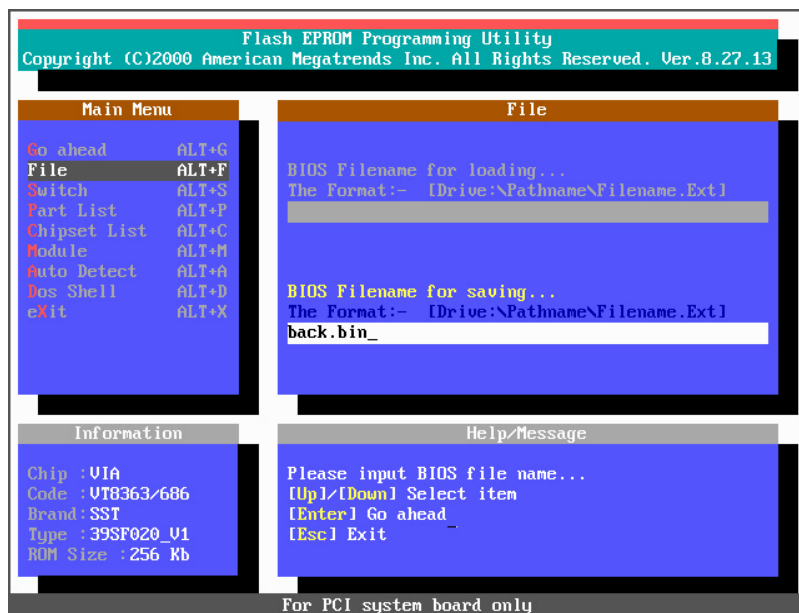 Flash EPROM Programming Utility
Copyright (C)2000 American Megatrends Inc. All Rights Reserved. Ver.8.27.13
Main Menu
Go ahead ALT+G
File ALT+F
Switch ALT+S
Part List ALT+P
Chipset List ALT+C
Module ALT+M
Auto Detect ALT+A
Dos Shell ALT+D
eXit ALT+X
File
BIOS Filename for loading...
The Format:- [Drive:\Pathname\Filename.Ext]
BIOS Filename for saving...
The Format:- [Drive:\Pathname\Filename.Ext]
back.bin_
Information
Chip :VIA
Code :VT8363/686
Brand:SST
Type :39SF020_V1
ROM Size :256 Kb
Help/Message
Please input BIOS file name...
[Up]/[Down] Select item
[Enter] Go ahead
[Esc] Exit
For PCI system board only